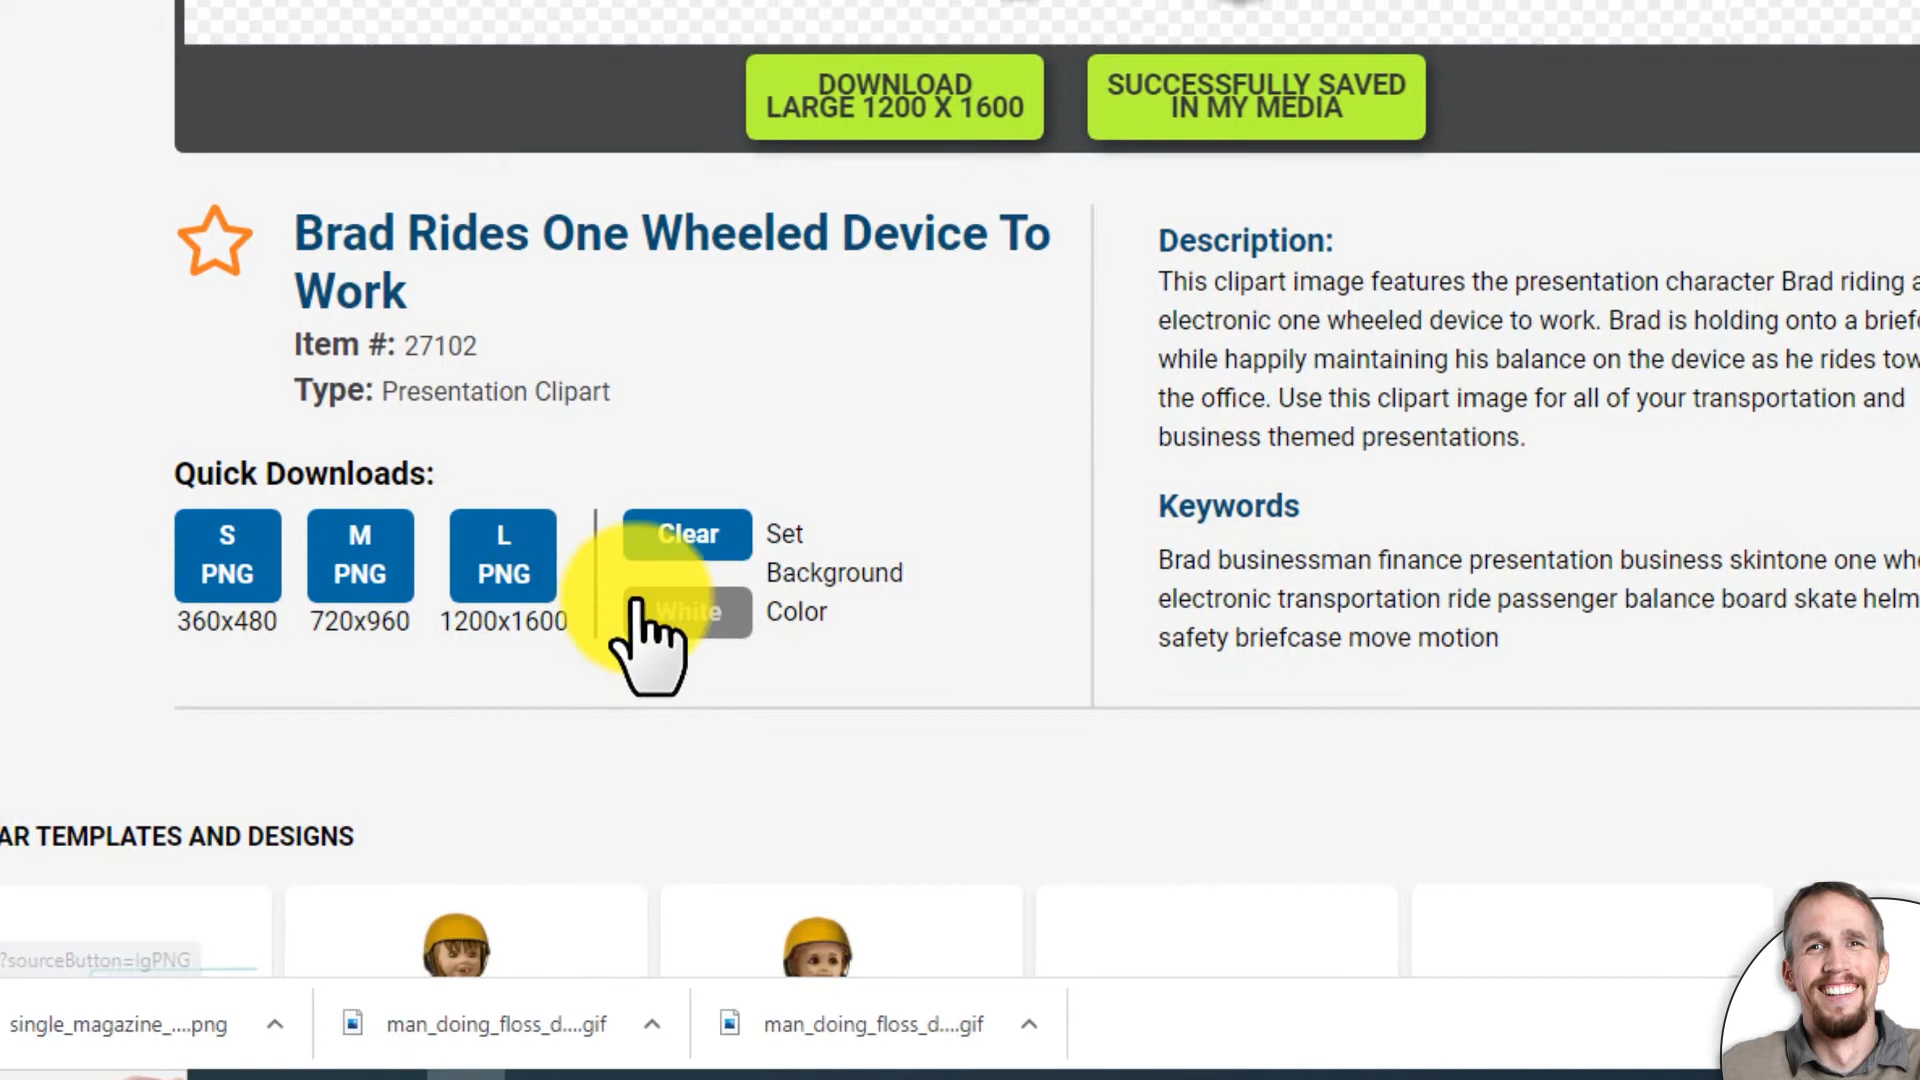 DOWNLOAD
LARGE 1200 X 1600
SUCCESSFULLY SAVED
IN MY MEDIA
Brad Rides One Wheeled Device To
Work
Item #: 27102
Type: Presentation Clipart
Quick Downloads:
S
PNG
360x480
M
PNG
720x960
L
PNG
1200x1600
Clear
White
Set
Background
Color
Description:
This clipart image features the presentation character Brad riding a
electronic one wheeled device to work. Brad is holding onto a briefc
while happily maintaining his balance on the device as he rides tow
the office. Use this clipart image for all of your transportation and
business themed presentations.
Keywords
Brad businessman finance presentation business skintone one whe
electronic transportation ride passenger balance board skate helm
safety briefcase move motion
AR TEMPLATES AND DESIGNS
?sourceButton=lgPNG
single_magazine_....png
man_doing_floss_d....gif
man_doing_floss_d....gif